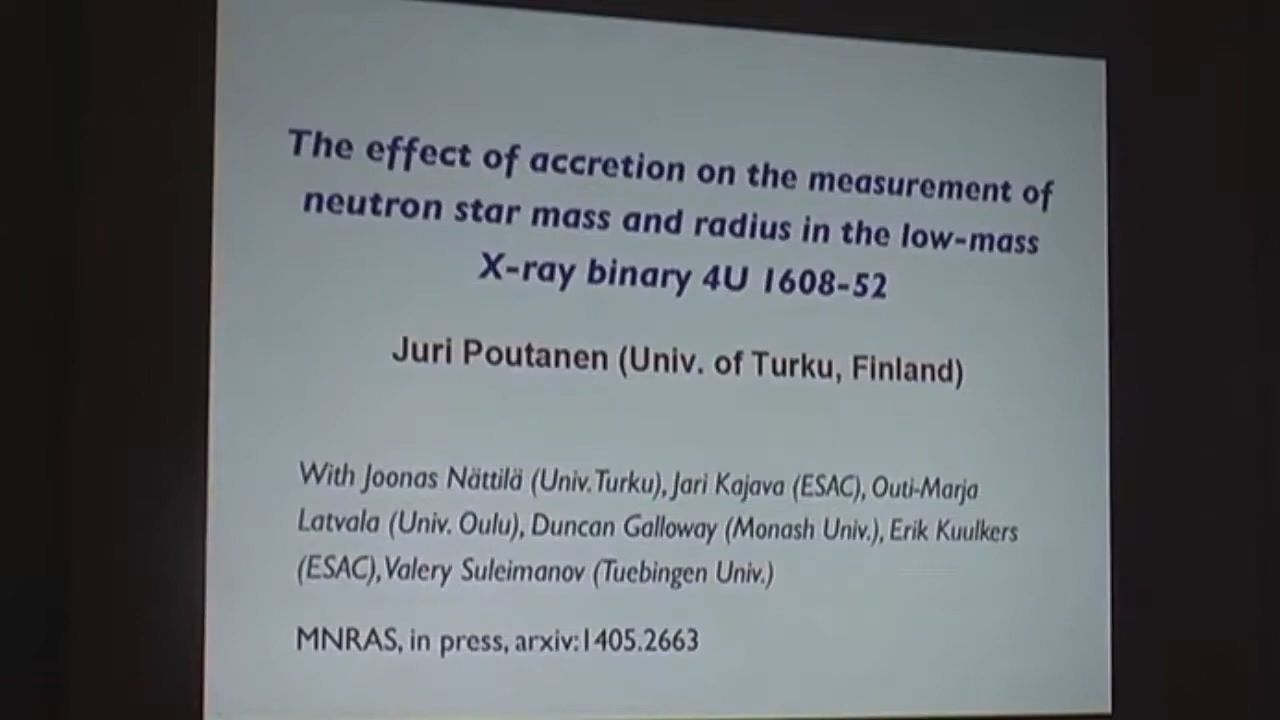 The effect of accretion on the measurement of
neutron star mass and radius in the low-mass
X-ray binary 4U 1608-52
Juri Poutanen (Univ. of Turku, Finland)
With Joonas Nättilä (Univ. Turku), Jari Kajava (ESAC), Outi-Marja
Latvala (Univ. Oulu), Duncan Galloway (Monash Univ.), Erik Kuulkers
(ESAC), Valery Suleimanov (Tuebingen Univ.)
MNRAS, in press, arxiv:1405.2663